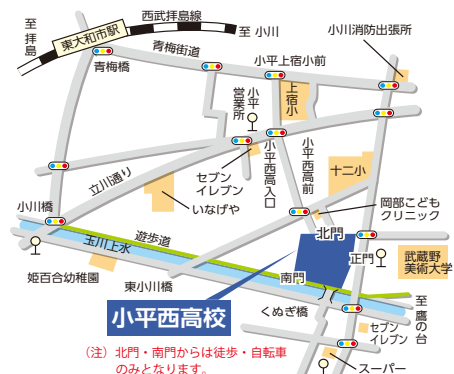 西武拝島線
至 小川
至拝島
東大和市駅
青梅街道
小平上宿小前
小川消防出張所
青梅橋
上宿小
小平
営業所
小平西高入口
小平西高前
セブン
イレブン
立川通り
いなげや
十二小
岡部こども
クリニック
小川橋
玉川上水
遊歩道
北門
正門
南門
武蔵野
美術大学
姫百合幼稚園
東小川橋
小平西高校
くぬぎ橋
至鷹の台
セブン
イレブン
スーパー
（注）北門・南門からは徒歩・自転車
のみとなります。